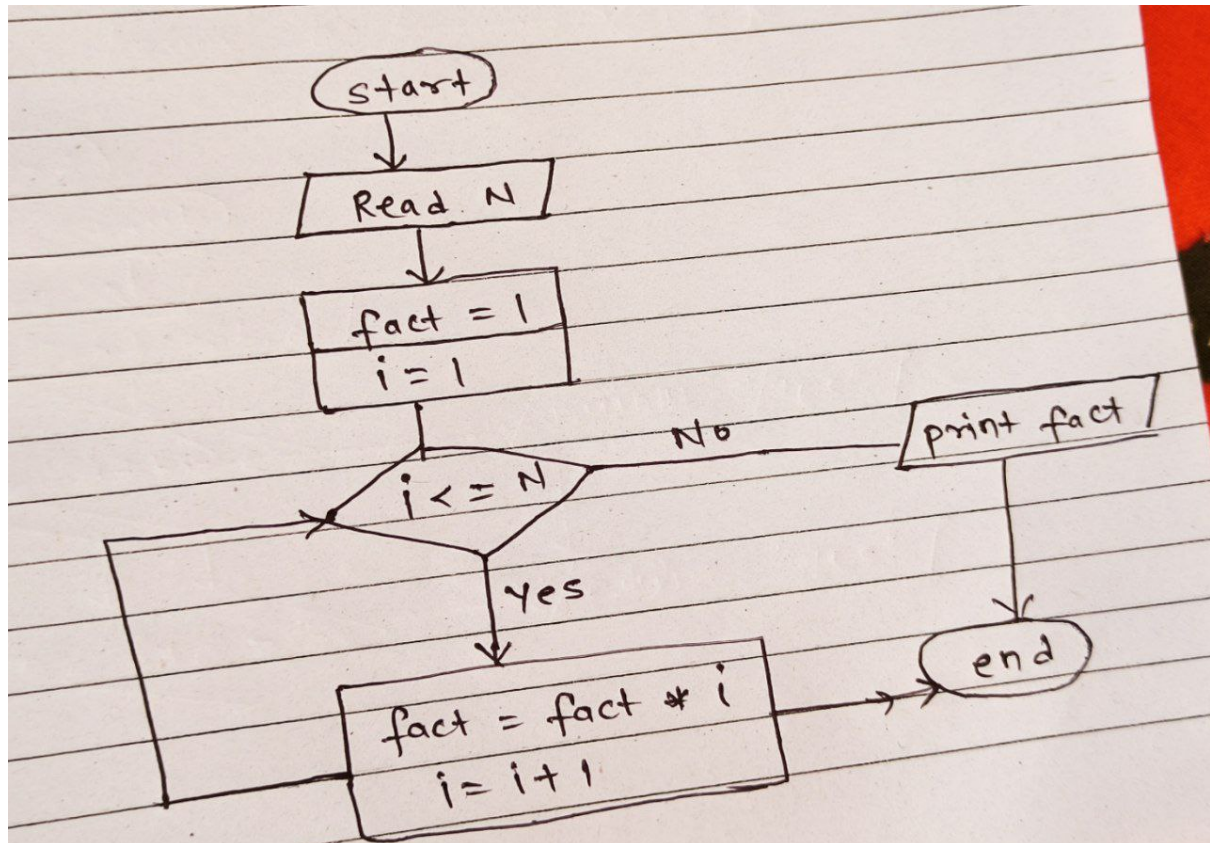 start
Read N
fact = 1
i = 1
i <= N
No
print fact
yes
end
fact = fact * i
i = i + 1